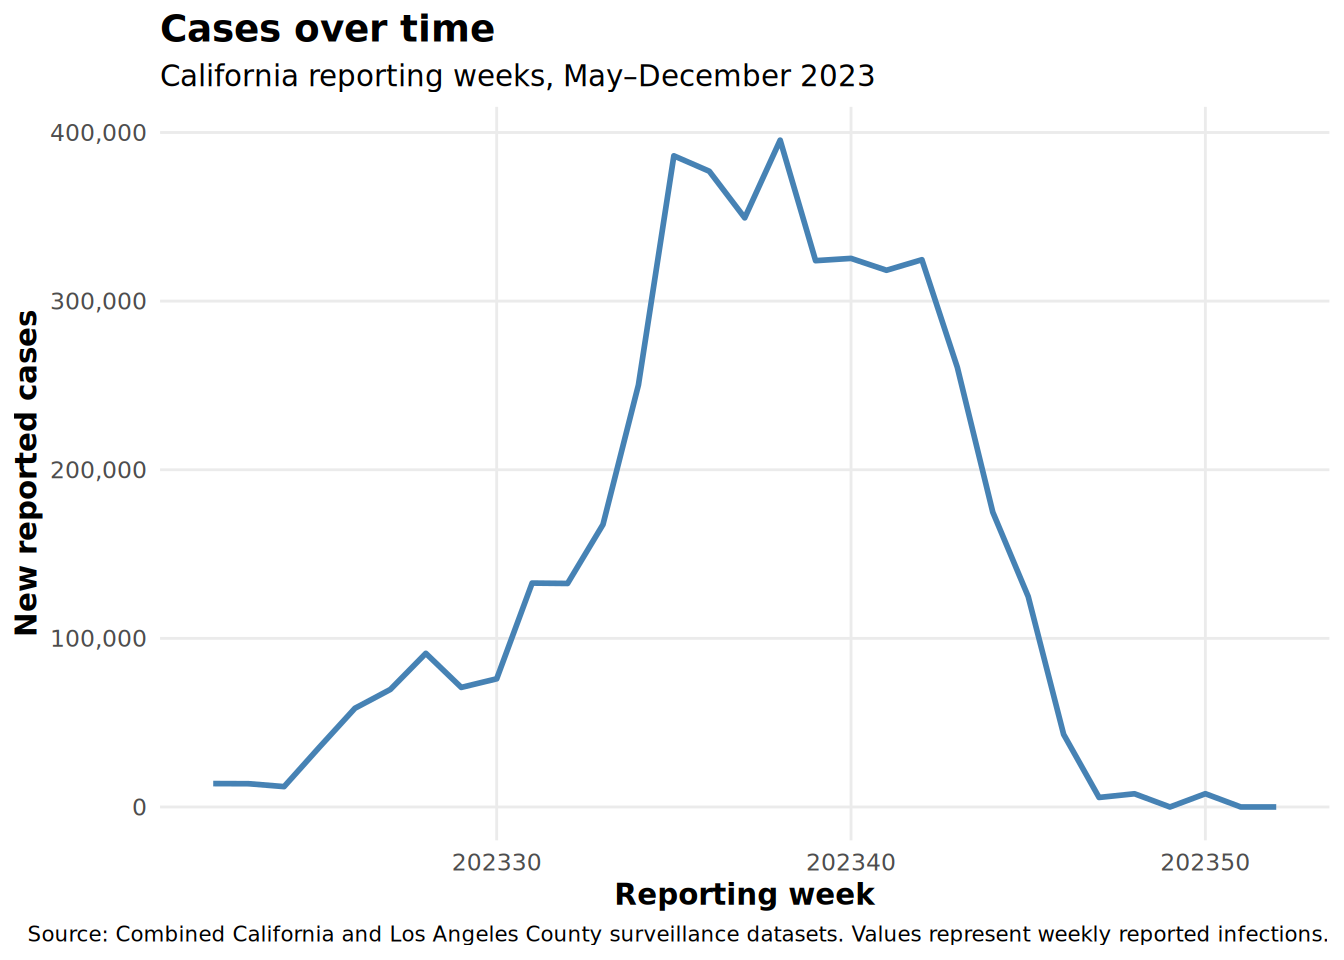 Cases over time
California reporting weeks, May–December 2023
400,000
300,000
200,000
100,000
0
New reported cases
202330 202340 202350
Reporting week
Source: Combined California and Los Angeles County surveillance datasets. Values represent weekly reported infections.